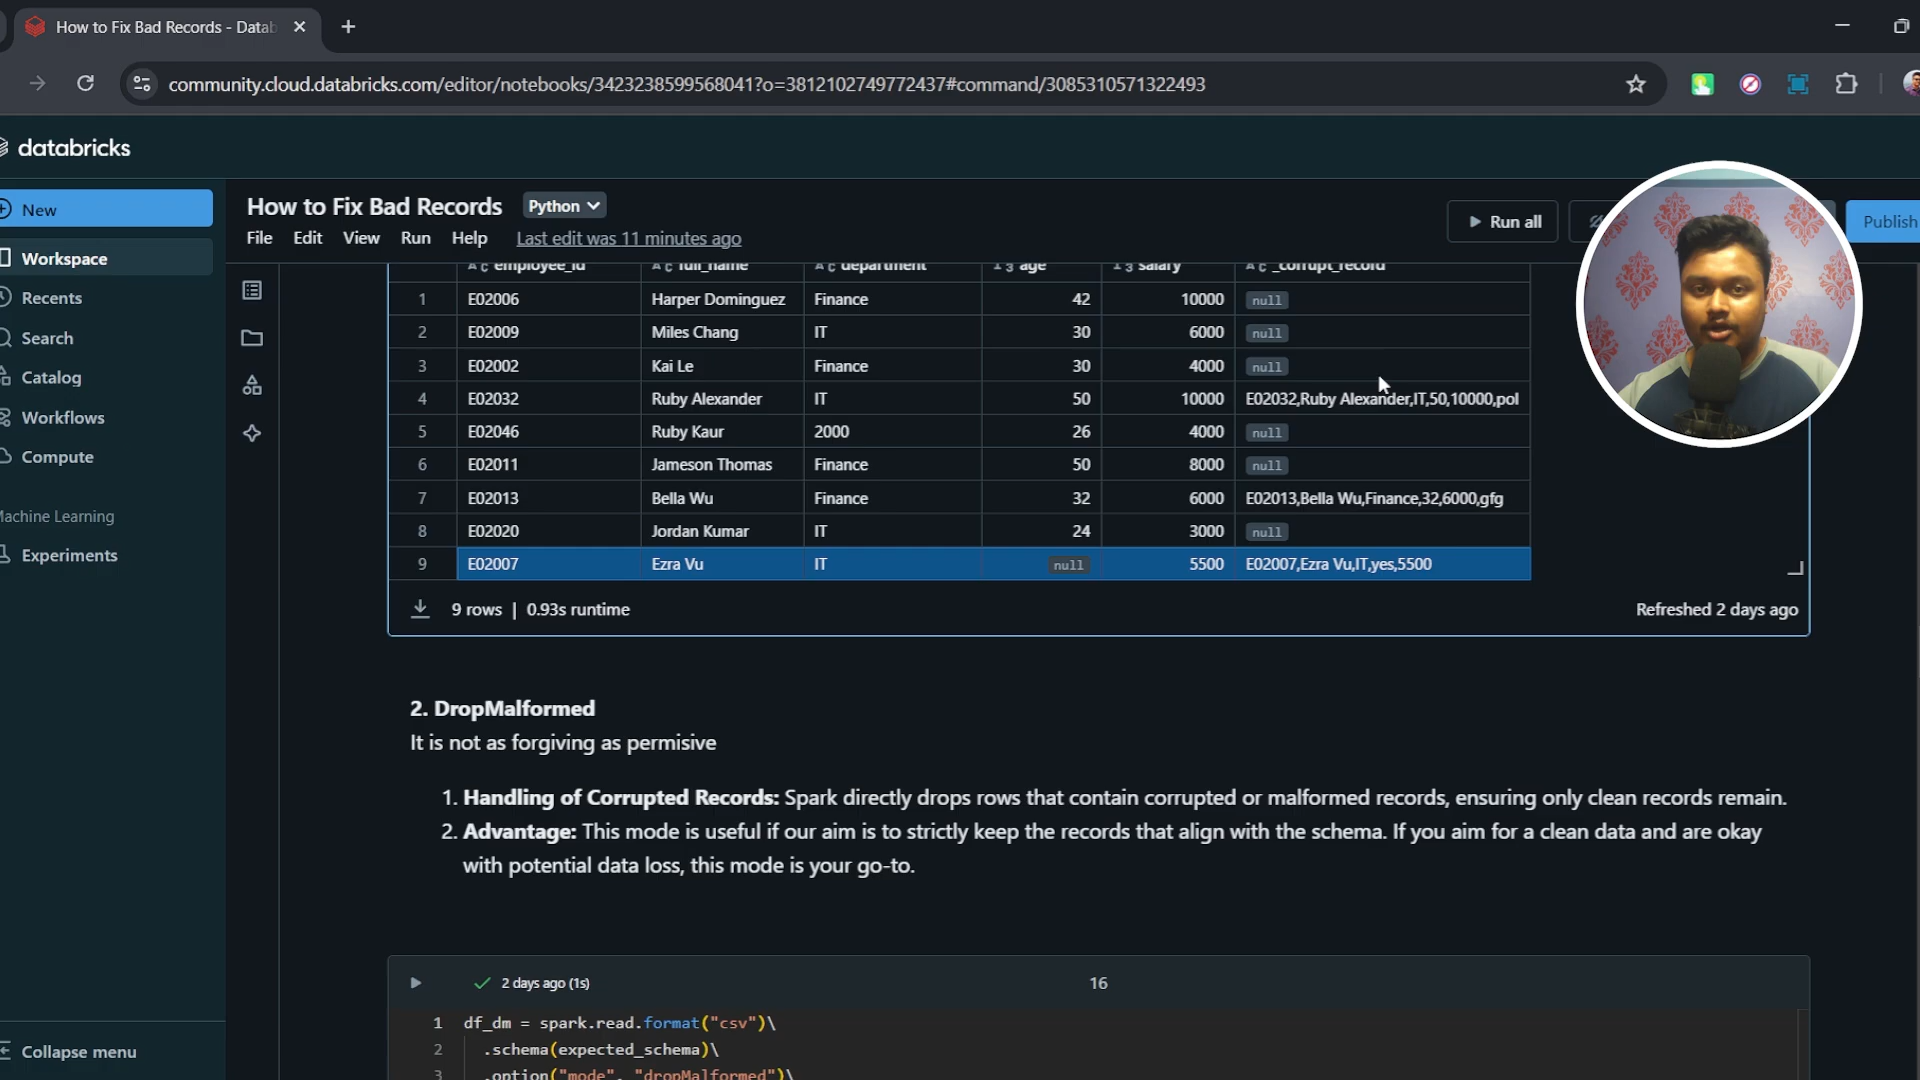 How to Fix Bad Records - Datab
community.cloud.databricks.com/editor/notebooks/3423238599568041?o=3812102749772437#command/3085310571322493
databricks
New
Workspace
Recents
Search
Catalog
Workflows
Compute
Machine Learning
Experiments
Collapse menu
How to Fix Bad Records Python
Run all
Publish
File Edit View Run Help Last edit was 11 minutes ago
employee_id full_name department age salary _corrupt_record
1 E02006 Harper Dominguez Finance 42 10000 null
2 E02009 Miles Chang IT 30 6000 null
3 E02002 Kai Le Finance 30 4000 null
4 E02032 Ruby Alexander IT 50 10000 E02032,Ruby Alexander,IT,50,10000,pol
5 E02046 Ruby Kaur 2000 26 4000 null
6 E02011 Jameson Thomas Finance 50 8000 null
7 E02013 Bella Wu Finance 32 6000 E02013,Bella Wu,Finance,32,6000,gfg
8 E02020 Jordan Kumar IT 24 3000 null
9 E02007 Ezra Vu IT null 5500 E02007,Ezra Vu,IT,yes,5500
9 rows | 0.93s runtime Refreshed 2 days ago
2. DropMalformed
It is not as forgiving as permisive
1. Handling of Corrupted Records: Spark directly drops rows that contain corrupted or malformed records, ensuring only clean records remain.
2. Advantage: This mode is useful if our aim is to strictly keep the records that align with the schema. If you aim for a clean data and are okay
with potential data loss, this mode is your go-to.
2 days ago (1s) 16
1 df_dm = spark.read.format("csv")\
2 .schema(expected_schema)\
3 .option("mode", "dropMalformed")\